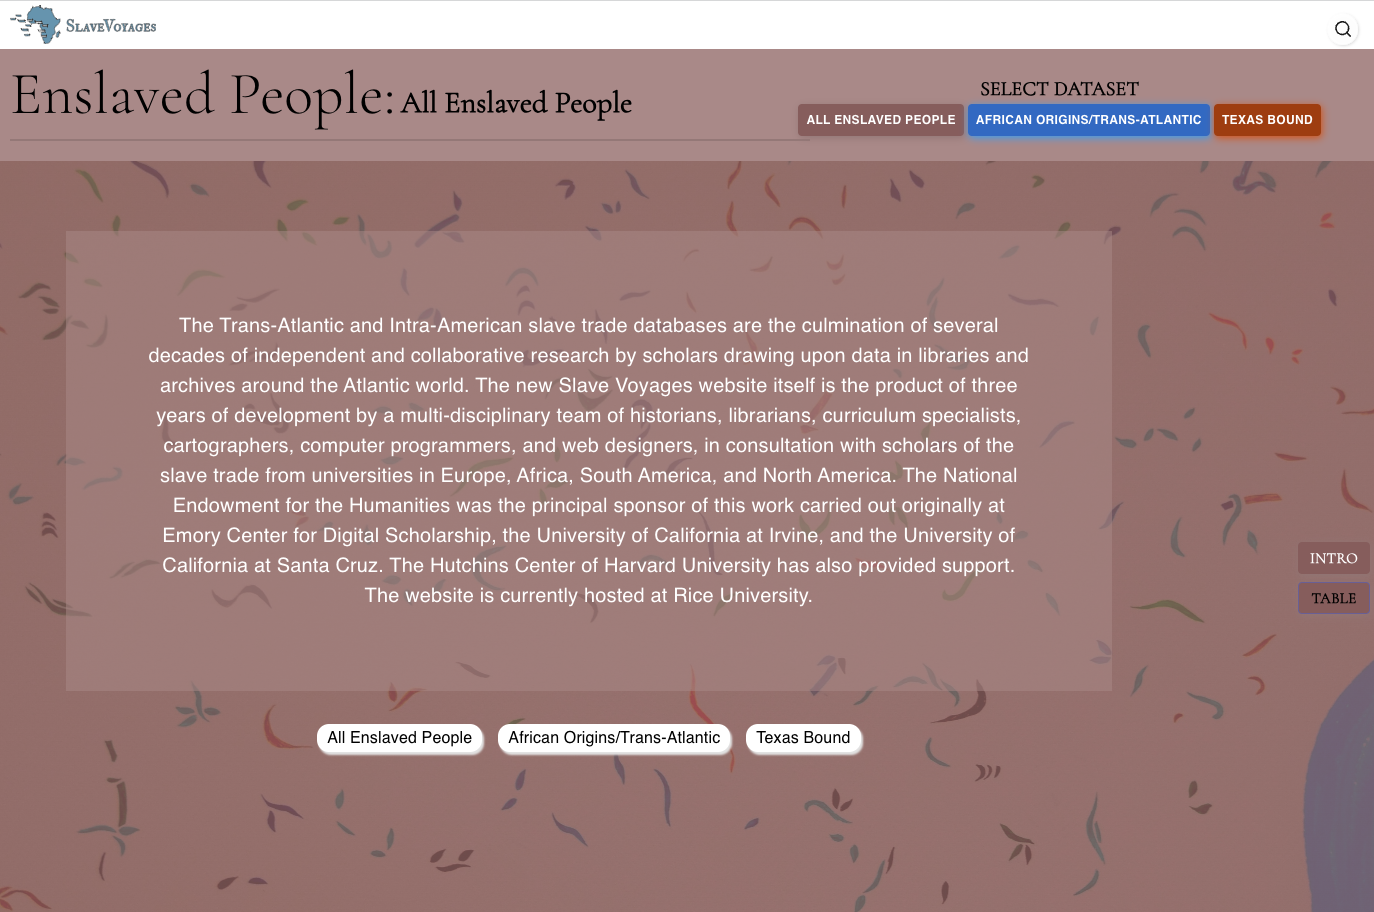 SlaveVoyages
Enslaved People: All Enslaved People
SELECT DATASET
ALL ENSLAVED PEOPLE AFRICAN ORIGINS/TRANS-ATLANTIC TEXAS BOUND
The Trans-Atlantic and Intra-American slave trade databases are the culmination of several
decades of independent and collaborative research by scholars drawing upon data in libraries and
archives around the Atlantic world. The new Slave Voyages website itself is the product of three
years of development by a multi-disciplinary team of historians, librarians, curriculum specialists,
cartographers, computer programmers, and web designers, in consultation with scholars of the
slave trade from universities in Europe, Africa, South America, and North America. The National
Endowment for the Humanities was the principal sponsor of this work carried out originally at
Emory Center for Digital Scholarship, the University of California at Irvine, and the University of
California at Santa Cruz. The Hutchins Center of Harvard University has also provided support.
The website is currently hosted at Rice University.
INTRO
TABLE
All Enslaved People African Origins/Trans-Atlantic Texas Bound